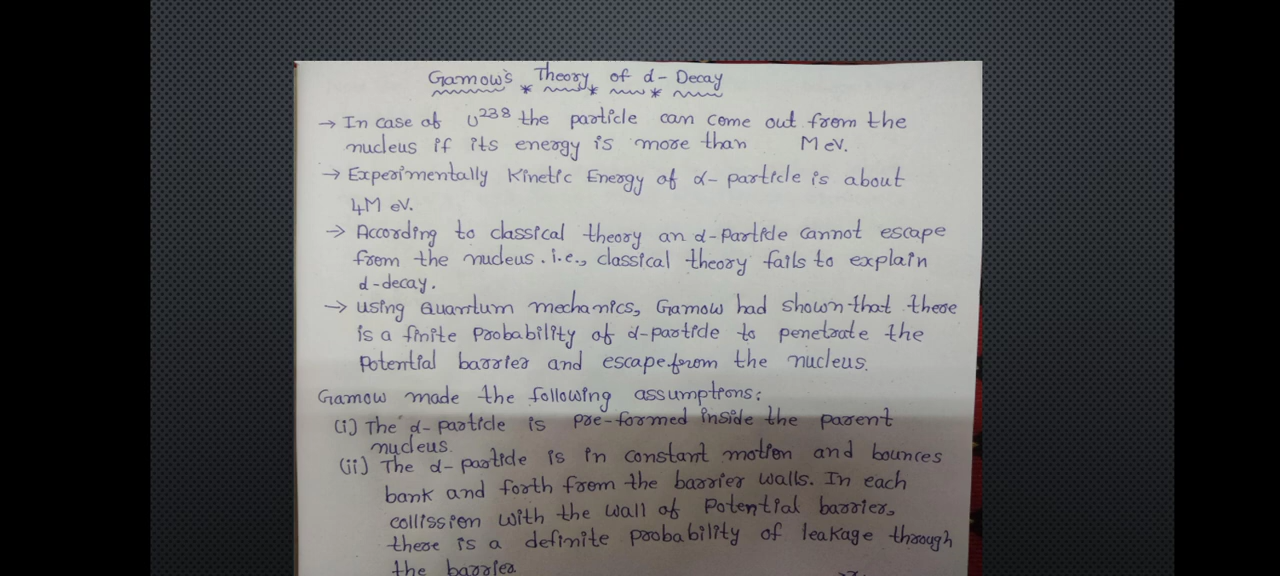 Gamow's Theory of α- Decay
→ In case of U²³⁸ the particle can come out from the
nucleus if its energy is more than M eV.
→ Experimentally Kinetic Energy of α- particle is about
4M eV.
→ According to classical theory an α-Particle cannot escape
from the nucleus. i.e., classical theory fails to explain
α-decay.
→ using Quantum mechanics, Gamow had shown that there
is a finite Probability of α-particle to penetrate the
Potential barrier and escape from the nucleus.
Gamow made the following assumptions:
(i) The α- particle is Pre-formed inside the parent
nucleus.
(ii) The α- particle is in constant motion and bounces
bank and forth from the barrier walls. In each
collission with the wall of Potential barrier,
there is a definite probability of leakage through
the barrier